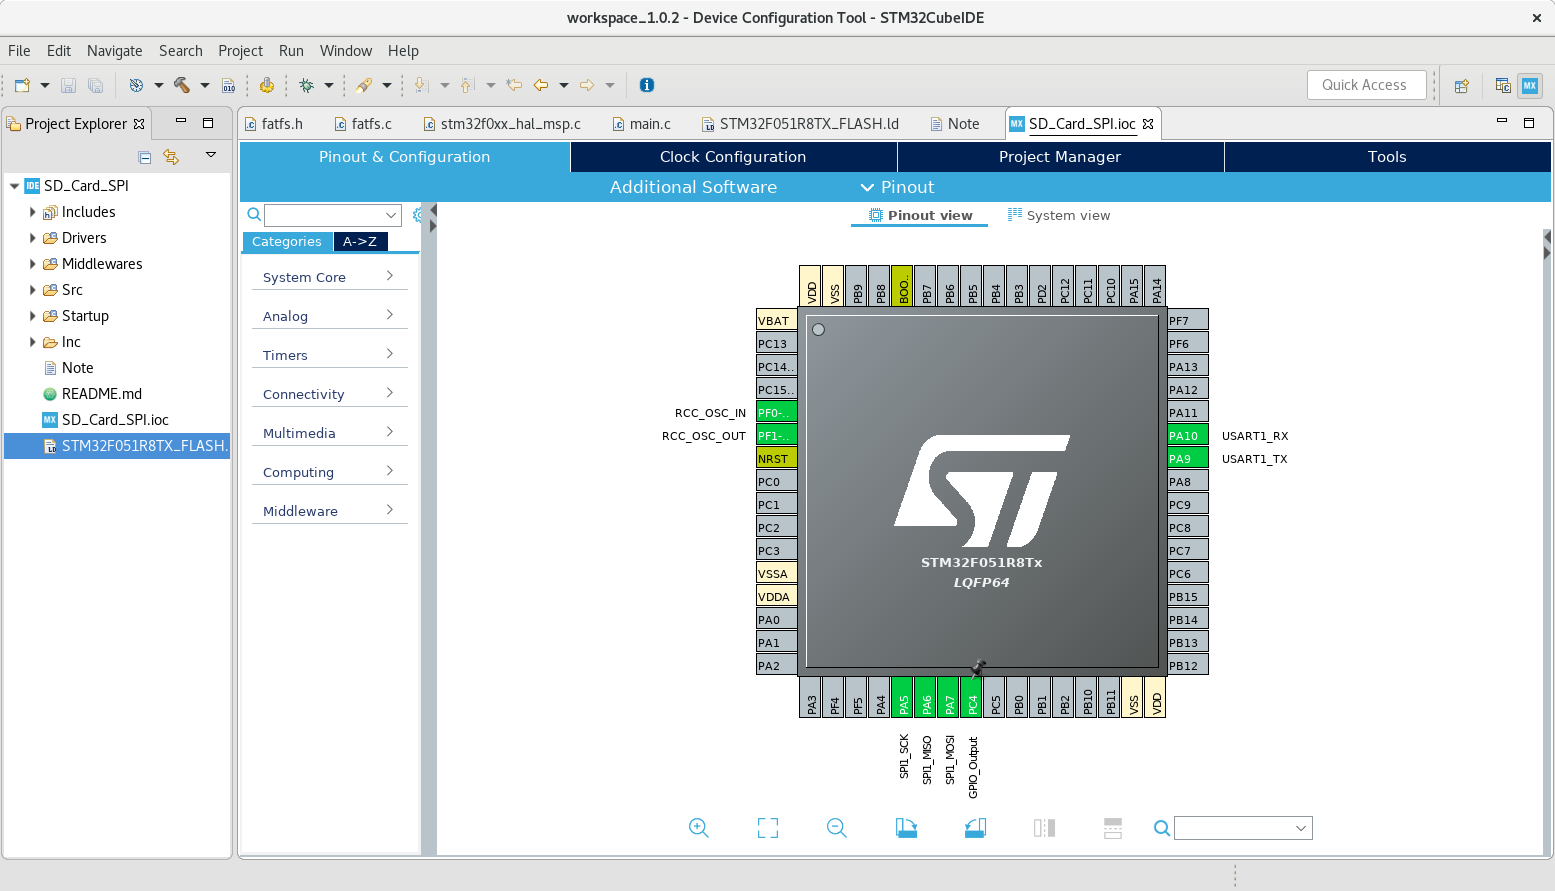 workspace_1.0.2 - Device Configuration Tool - STM32CubeIDE
File Edit Navigate Search Project Run Window Help
010
Quick Access
MX
Project Explorer
fatfs.h
fatfs.c
stm32f0xx_hal_msp.c
main.c
STM32F051R8TX_FLASH.ld
Note
SD_Card_SPI.ioc
IDE SD_Card_SPI
Includes
Drivers
Middlewares
Src
Startup
Inc
Note
README.md
MX SD_Card_SPI.ioc
STM32F051R8TX_FLASH.
Pinout & Configuration
Clock Configuration
Project Manager
Tools
Additional Software
Pinout
Categories
A->Z
System Core
Analog
Timers
Connectivity
Multimedia
Computing
Middleware
Pinout view
System view
VDD VSS PB9 PB8 BOO.. PB7 PB6 PB5 PB4 PB3 PD2 PC12 PC11 PC10 PA15 PA14
VBAT
PC13
PC14..
PC15..
RCC_OSC_IN PF0-..
RCC_OSC_OUT PF1-..
NRST
PC0
PC1
PC2
PC3
VSSA
VDDA
PA0
PA1
PA2
STM32F051R8Tx
LQFP64
PF7
PF6
PA13
PA12
PA11
PA10 USART1_RX
PA9 USART1_TX
PA8
PC9
PC8
PC7
PC6
PB15
PB14
PB13
PB12
PA3 PF4 PF5 PA4 PA5 PA6 PA7 PC4 PC5 PB0 PB1 PB2 PB10 PB11 VSS VDD
SPI1_SCK
SPI1_MISO
SPI1_MOSI
GPIO_Output